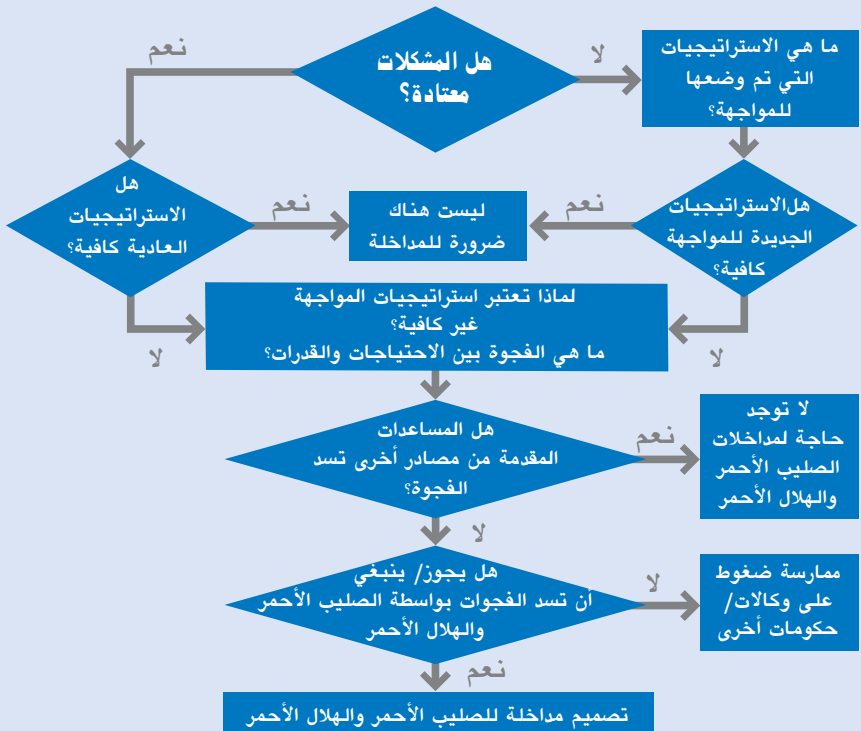 هل المشكلات
معتادة؟
نعم
لا
ما هي الاستراتيجيات
التي تم وضعها
للمواجهة؟
هل الاستراتيجيات
الجديدة للمواجهة
كافية؟
نعم
ليست هناك
ضرورة للمداخلة
نعم
هل
الاستراتيجيات
العادية كافية؟
لا
لماذا تعتبر استراتيجيات المواجهة
غير كافية؟
ما هي الفجوة بين الاحتياجات والقدرات؟
لا
هل المساعدات
المقدمة من مصادر أخرى تسد
الفجوة؟
نعم
لا توجد
حاجة لمداخلات
الصليب الأحمر
والهلال الأحمر
لا
هل يجوز/ ينبغي
أن تسد الفجوات بواسطة الصليب الأحمر
والهلال الأحمر
لا
ممارسة ضغوط
على وكالات/
حكومات أخرى
نعم
تصميم مداخلة للصليب الأحمر والهلال الأحمر